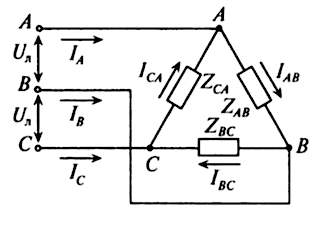 A
A
I_A
I_CA
I_AB
U_л
Z_CA
Z_AB
B
I_B
U_л
Z_BC
C
C
B
I_C
I_BC